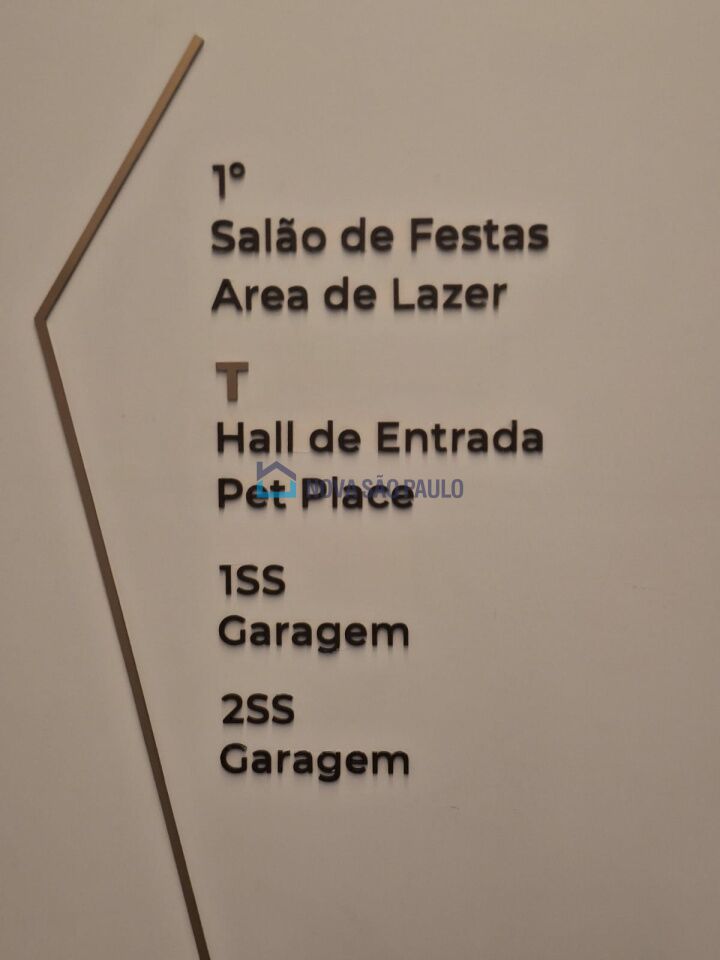 1º
Salão de Festas
Area de Lazer
T
Hall de Entrada
Pet Place
NOVA SÃO PAULO
1SS
Garagem
2SS
Garagem